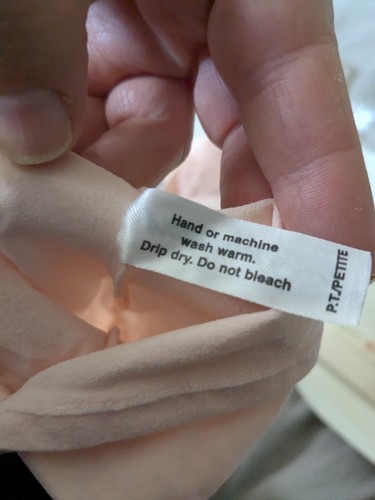 Hand or machine
wash warm.
Drip dry. Do not bleach
P.T./PETITE